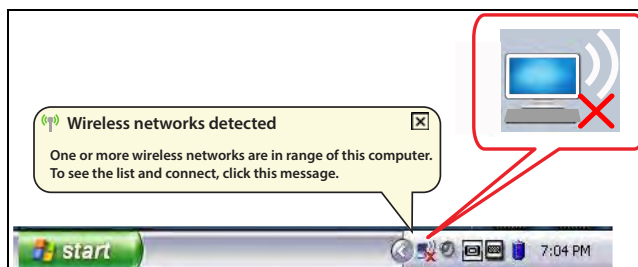 Wireless networks detected
One or more wireless networks are in range of this computer.
To see the list and connect, click this message.
start
7:04 PM